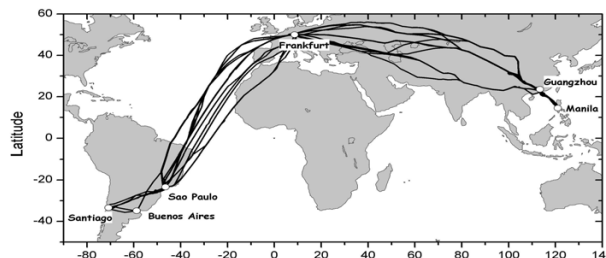 60
40
20
0
-20
-40
Latitude
Frankfurt
Guangzhou
Manila
Sao Paulo
Santiago
Buenos Aires
-80 -60 -40 -20 0 20 40 60 80 100 120 14